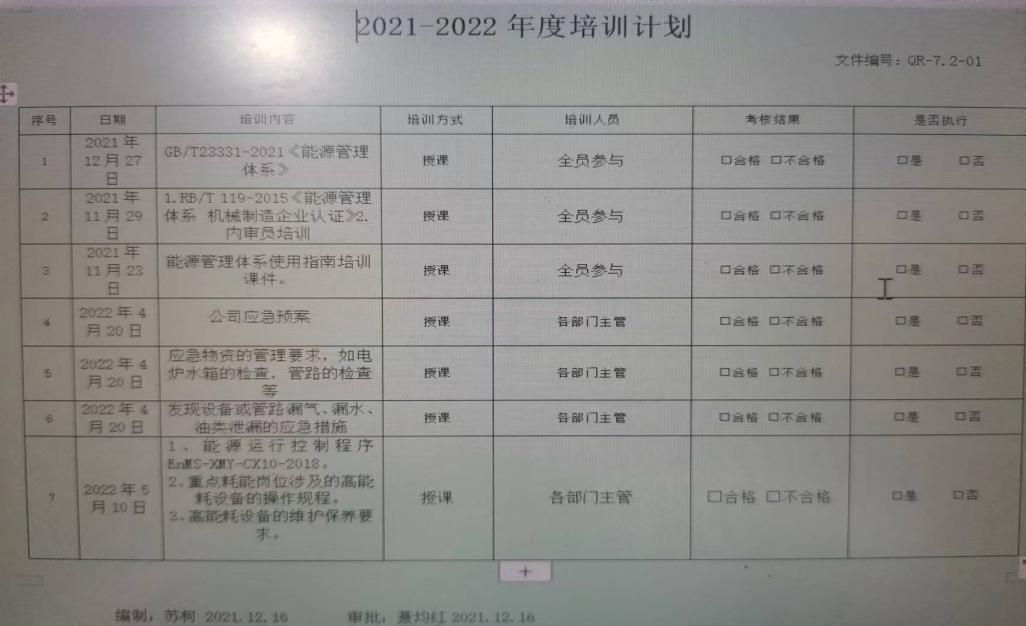 2021-2022 年度培训计划
文件编号：QR-7.2-01
序号 日期 培训内容 培训方式 培训人员 考核结果 是否执行
1 2021 年 12 月 27 日 GB/T23331-2021《能源管理体系》 授课 全员参与 □合格 □不合格 □是 □否
2 2021 年 11 月 29 日 1.RB/T 119-2015《能源管理体系 机械制造企业认证》2.内审员培训 授课 全员参与 □合格 □不合格 □是 □否
3 2021 年 11 月 23 日 能源管理体系使用指南培训课件。 授课 全员参与 □合格 □不合格 □是 □否
4 2022 年 4 月 20 日 公司应急预案 授课 各部门主管 □合格 □不合格 □是 □否
5 2022 年 4 月 20 日 应急物资的管理要求，如电炉水箱的检查，管路的检查等 授课 各部门主管 □合格 □不合格 □是 □否
6 2022 年 4 月 20 日 发现设备或管路漏气、漏水、油类泄漏的应急措施 授课 各部门主管 □合格 □不合格 □是 □否
7 2022 年 5 月 10 日 1、能源运行控制程序 EnMS-XMY-CX10-2018。 2、重点耗能岗位涉及的高能耗设备的操作规程。 3、高能耗设备的维护保养要求。 授课 各部门主管 □合格 □不合格 □是 □否
编制：苏柯 2021.12.16 审批：聂均红 2021.12.16